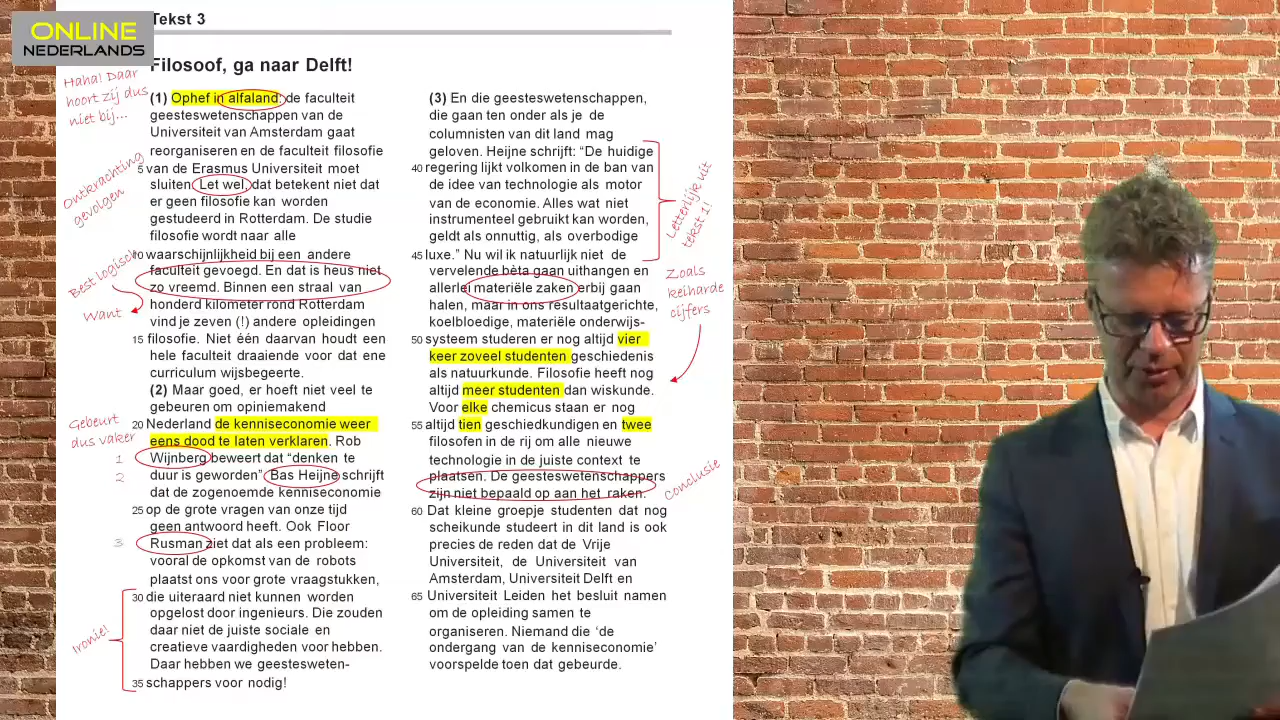 ONLINE
NEDERLANDS
Tekst 3
Filosoof, ga naar Delft!
Haha! Daar
hoort zij dus
niet bij...
(1) Ophef in alfaland: de faculteit
geesteswetenschappen van de
Universiteit van Amsterdam gaat
reorganiseren en de faculteit filosofie
5 van de Erasmus Universiteit moet
sluiten. Let wel, dat betekent niet dat
er geen filosofie kan worden
gestudeerd in Rotterdam. De studie
filosofie wordt naar alle
10 waarschijnlijkheid bij een andere
faculteit gevoegd. En dat is heus niet
zo vreemd. Binnen een straal van
honderd kilometer rond Rotterdam
vind je zeven (!) andere opleidingen
15 filosofie. Niet één daarvan houdt een
hele faculteit draaiende voor dat ene
curriculum wijsbegeerte.
Ontkrachting
gevolgen
Best logisch
Want
(2) Maar goed, er hoeft niet veel te
gebeuren om opiniemakend
20 Nederland de kenniseconomie weer
eens dood te laten verklaren. Rob
Wijnberg beweert dat “denken te
duur is geworden”. Bas Heijne schrijft
dat de zogenoemde kenniseconomie
25 op de grote vragen van onze tijd
geen antwoord heeft. Ook Floor
Rusman ziet dat als een probleem:
vooral de opkomst van de robots
plaatst ons voor grote vraagstukken,
30 die uiteraard niet kunnen worden
opgelost door ingenieurs. Die zouden
daar niet de juiste sociale en
creatieve vaardigheden voor hebben.
Daar hebben we geestesweten-
35 schappers voor nodig!
Gebeurt
dus vaker
1
2
3
Ironie!
(3) En die geesteswetenschappen,
die gaan ten onder als je de
columnisten van dit land mag
geloven. Heijne schrijft: “De huidige
40 regering lijkt volkomen in de ban van
de idee van technologie als motor
van de economie. Alles wat niet
instrumenteel gebruikt kan worden,
geldt als onnuttig, als overbodige
45 luxe.” Nu wil ik natuurlijk niet de
vervelende bèta gaan uithangen en
allerlei materiële zaken erbij gaan
halen, maar in ons resultaatgerichte,
koelbloedige, materiële onderwijs-
50 systeem studeren er nog altijd vier
keer zoveel studenten geschiedenis
als natuurkunde. Filosofie heeft nog
altijd meer studenten dan wiskunde.
Voor elke chemicus staan er nog
55 altijd tien geschiedkundigen en twee
filosofen in de rij om alle nieuwe
technologie in de juiste context te
plaatsen. De geesteswetenschappers
zijn niet bepaald op aan het raken.
60 Dat kleine groepje studenten dat nog
scheikunde studeert in dit land is ook
precies de reden dat de Vrije
Universiteit, de Universiteit van
Amsterdam, Universiteit Delft en
65 Universiteit Leiden het besluit namen
om de opleiding samen te
organiseren. Niemand die ‘de
ondergang van de kenniseconomie’
voorspelde toen dat gebeurde.
Letterlijk uit
tekst 1!
Zoals
keiharde
cijfers
conclusie